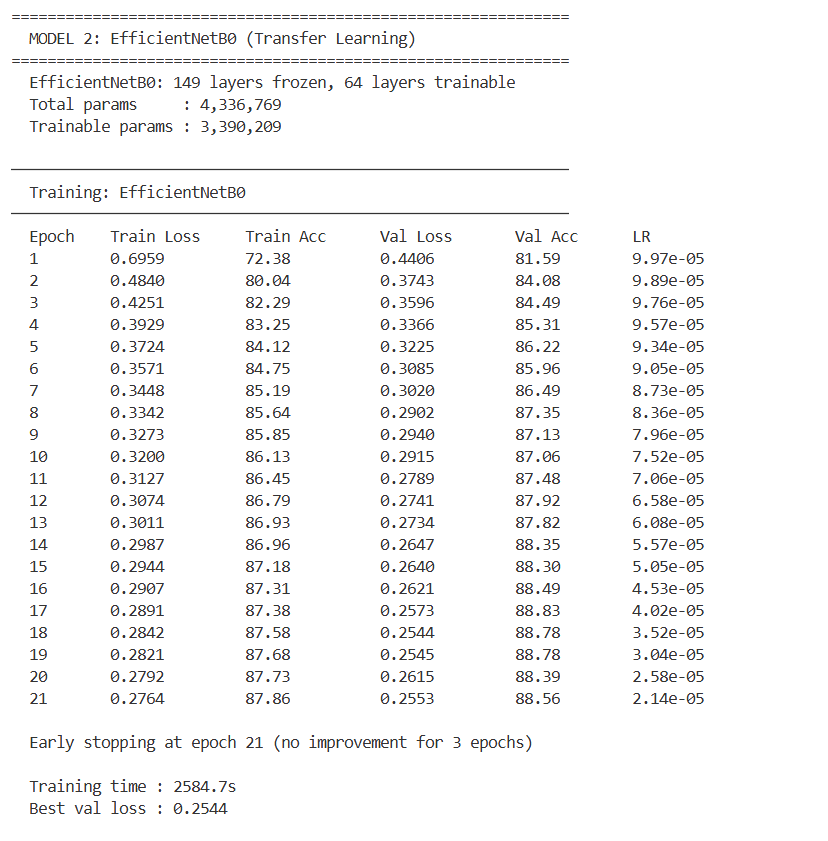 ==============================================================
MODEL 2: EfficientNetB0 (Transfer Learning)
==============================================================
EfficientNetB0: 149 layers frozen, 64 layers trainable
Total params     : 4,336,769
Trainable params : 3,390,209
──────────────────────────────────────────────────────────────
Training: EfficientNetB0
──────────────────────────────────────────────────────────────
Epoch    Train Loss     Train Acc      Val Loss       Val Acc      LR
1        0.6959         72.38          0.4406         81.59        9.97e-05
2        0.4840         80.04          0.3743         84.08        9.89e-05
3        0.4251         82.29          0.3596         84.49        9.76e-05
4        0.3929         83.25          0.3366         85.31        9.57e-05
5        0.3724         84.12          0.3225         86.22        9.34e-05
6        0.3571         84.75          0.3085         85.96        9.05e-05
7        0.3448         85.19          0.3020         86.49        8.73e-05
8        0.3342         85.64          0.2902         87.35        8.36e-05
9        0.3273         85.85          0.2940         87.13        7.96e-05
10       0.3200         86.13          0.2915         87.06        7.52e-05
11       0.3127         86.45          0.2789         87.48        7.06e-05
12       0.3074         86.79          0.2741         87.92        6.58e-05
13       0.3011         86.93          0.2734         87.82        6.08e-05
14       0.2987         86.96          0.2647         88.35        5.57e-05
15       0.2944         87.18          0.2640         88.30        5.05e-05
16       0.2907         87.31          0.2621         88.49        4.53e-05
17       0.2891         87.38          0.2573         88.83        4.02e-05
18       0.2842         87.58          0.2544         88.78        3.52e-05
19       0.2821         87.68          0.2545         88.78        3.04e-05
20       0.2792         87.73          0.2615         88.39        2.58e-05
21       0.2764         87.86          0.2553         88.56        2.14e-05
Early stopping at epoch 21 (no improvement for 3 epochs)
Training time : 2584.7s
Best val loss : 0.2544